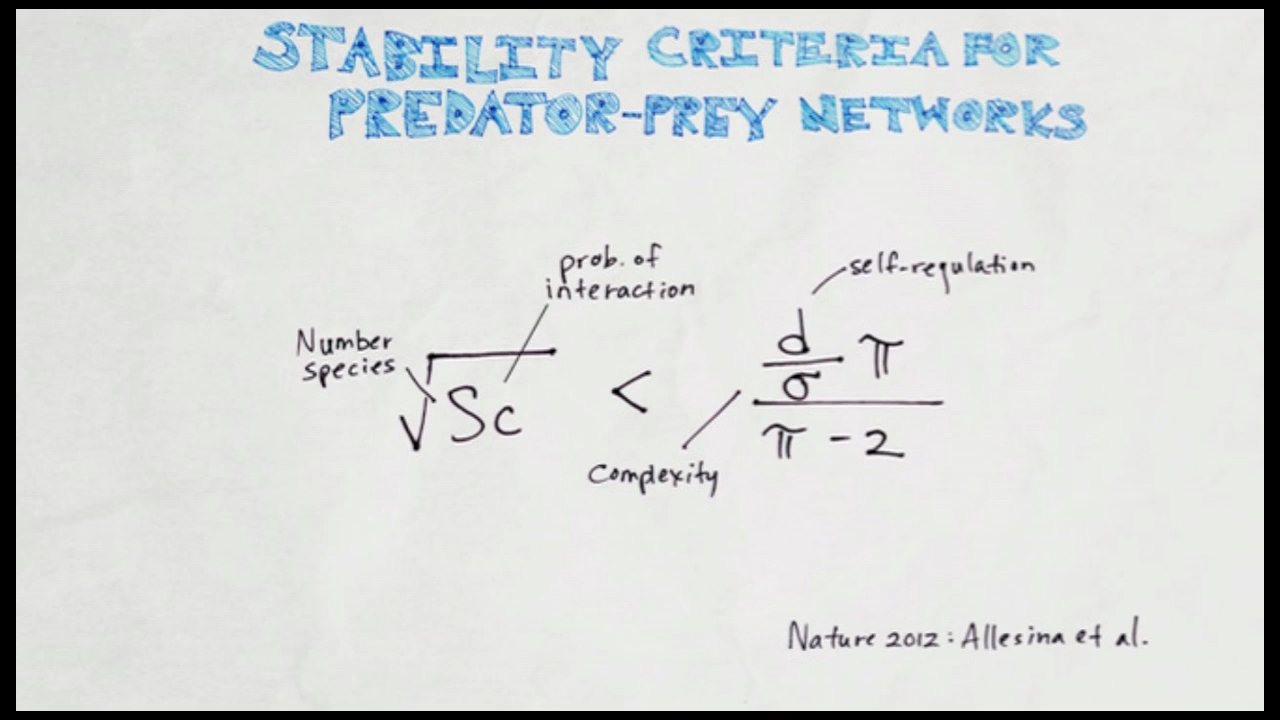 STABILITY CRITERIA FOR
PREDATOR-PREY NETWORKS
prob. of
interaction
self-regulation
Number
species
√Sc < d/σ π / π - 2
Complexity
Nature 2012: Allesina et al.